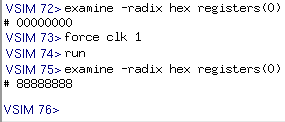 VSIM 72> examine -radix hex registers(0)
# 00000000
VSIM 73> force clk 1
VSIM 74> run
VSIM 75> examine -radix hex registers(0)
# 88888888
VSIM 76>